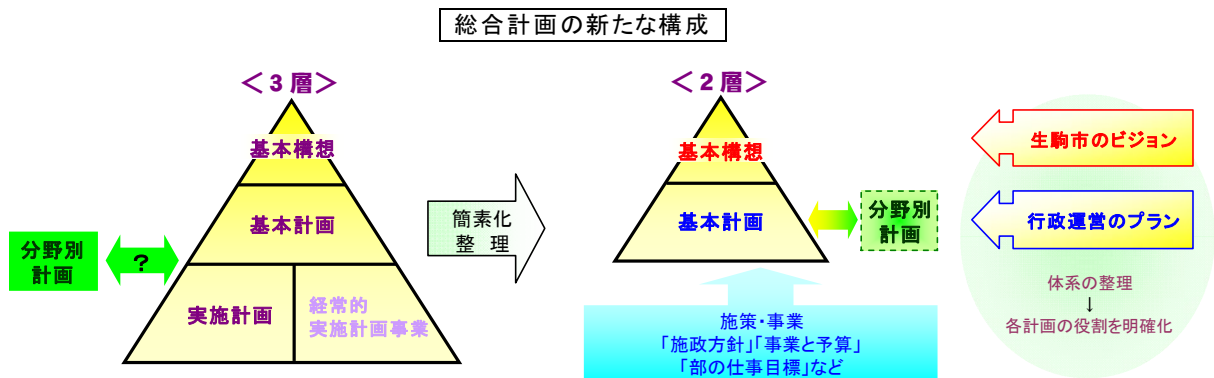 総合計画の新たな構成
＜3層＞
基本構想
基本計画
実施計画
経常的
実施計画事業
分野別
計画
？
簡素化
整　理
＜2層＞
基本構想
基本計画
分野別
計画
施策・事業
「施政方針」「事業と予算」
「部の仕事目標」など
生駒市のビジョン
行政運営のプラン
体系の整理
↓
各計画の役割を明確化